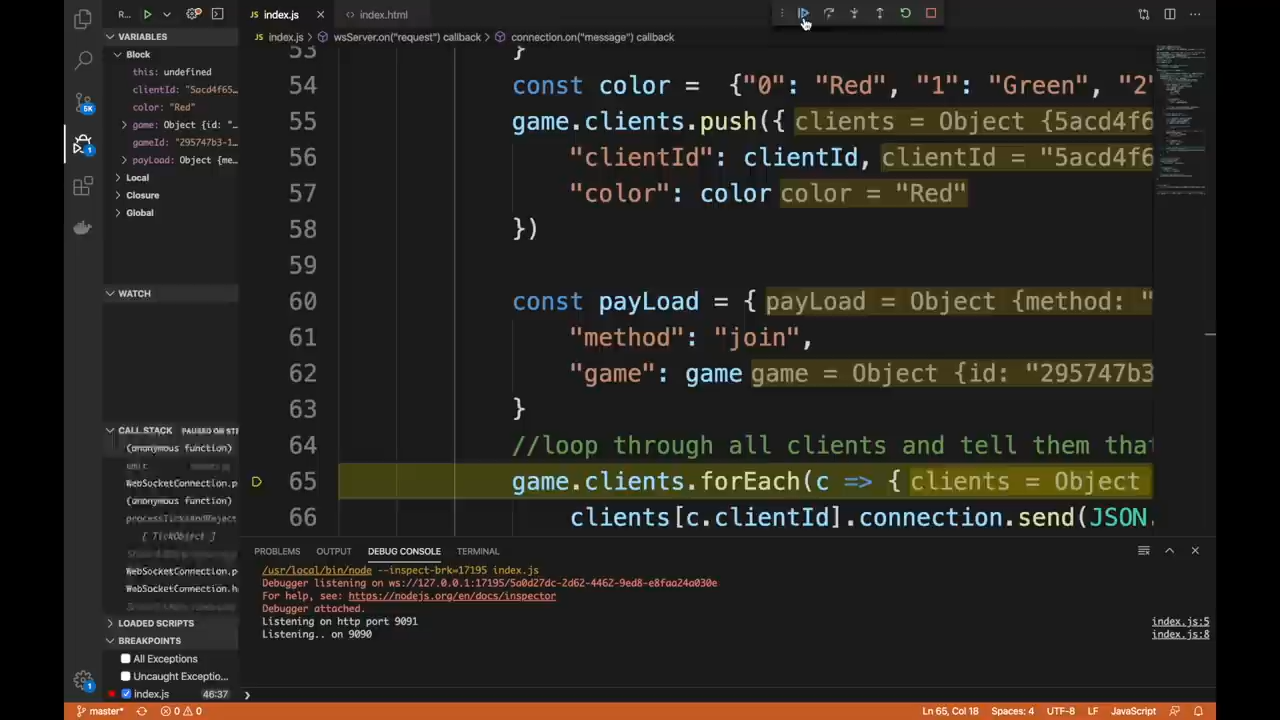 R...
index.js
index.html
index.js
wsServer.on("request") callback
connection.on("message") callback
VARIABLES
Block
this: undefined
clientId: "5acd4f65...
color: "Red"
game: Object {id: "...
gameId: "295747b3-1...
payLoad: Object {me...
Local
Closure
Global
WATCH
CALL STACK
(anonymous function)
WebSocketConnection.p
(anonymous function)
processTicksAndReject
[ TickObject ]
WebSocketConnection.p
WebSocketConnection.h
LOADED SCRIPTS
BREAKPOINTS
All Exceptions
Uncaught Exceptio...
index.js 46:37
5K
1
1
53 }
54 const color = {"0": "Red", "1": "Green", "2"
55 game.clients.push({ clients = Object {5acd4f6
56 "clientId": clientId, clientId = "5acd4f6
57 "color": color color = "Red"
58 })
59
60 const payLoad = { payLoad = Object {method: "
61 "method": "join",
62 "game": game game = Object {id: "295747b3
63 }
64 //loop through all clients and tell them tha
65 game.clients.forEach(c => { clients = Object
66 clients[c.clientId].connection.send(JSON.
PROBLEMS OUTPUT DEBUG CONSOLE TERMINAL
/usr/local/bin/node --inspect-brk=17195 index.js
Debugger listening on ws://127.0.0.1:17195/5a0d27dc-2d62-4462-9ed8-e8faa24a030e
For help, see: https://nodejs.org/en/docs/inspector
Debugger attached.
Listening on http port 9091 index.js:5
Listening.. on 9090 index.js:8
master* 0 0
Ln 65, Col 18 Spaces: 4 UTF-8 LF JavaScript